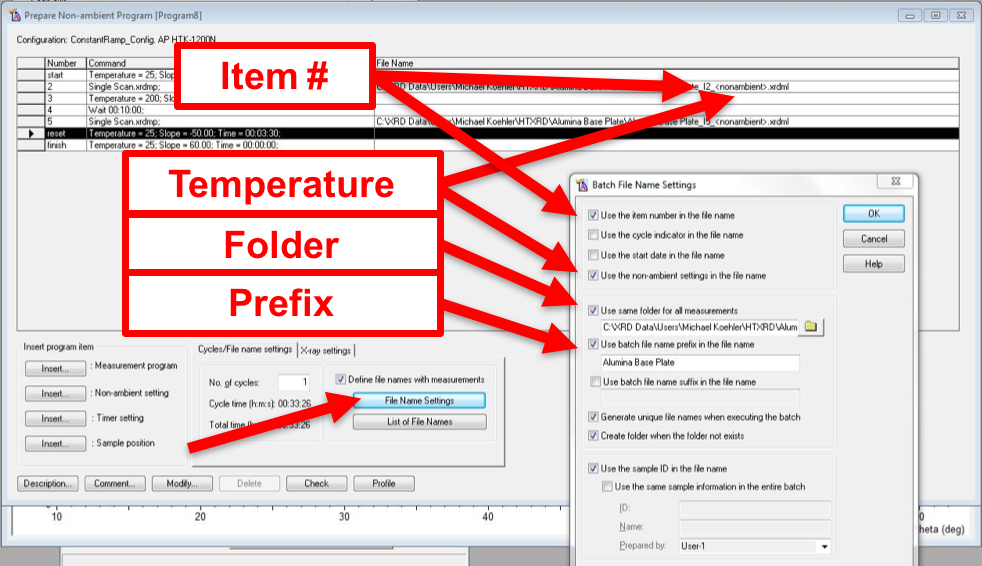 Prepare Non-ambient Program [Program8]
Configuration: ConstantRamp_Config, AP HTK-1200N
Number Command File Name
start Temperature = 25; Slop
2 Single Scan.xrdmp; C:\XRD Data\Users\Michael Koehler\HTXRD\Alumina Base Plate\ _I2_<nonambient>.xrdml
3 Temperature = 200; Sl
4 Wait 00:10:00;
5 Single Scan.xrdmp; C:\XRD Data\Users\Michael Koehler\HTXRD\Alumina Base Plate\Alumina Base Plate_I5_<nonambient>.xrdml
reset Temperature = 25; Slope = -50.00; Time = 00:03:30;
finish Temperature = 25; Slope = 60.00; Time = 00:00:00;
Item #
Temperature
Folder
Prefix
Batch File Name Settings
Use the item number in the file name
Use the cycle indicator in the file name
Use the start date in the file name
Use the non-ambient settings in the file name
Use same folder for all measurements
C:\XRD Data\Users\Michael Koehler\HTXRD\Alum
Use batch file name prefix in the file name
Alumina Base Plate
Use batch file name suffix in the file name
Generate unique file names when executing the batch
Create folder when the folder not exists
Use the sample ID in the file name
Use the same sample information in the entire batch
ID:
Name:
Prepared by: User-1
OK
Cancel
Help
Insert program item
Insert... : Measurement program
Insert... : Non-ambient setting
Insert... : Timer setting
Insert... : Sample position
Cycles/File name settings X-ray settings
No. of cycles: 1
Cycle time (h:m:s): 00:33:26
Total time (h 33:26
Define file names with measurements
File Name Settings
List of File Names
Description... Comment... Modify... Delete Check Profile
10 20 30 40 0
heta (deg)